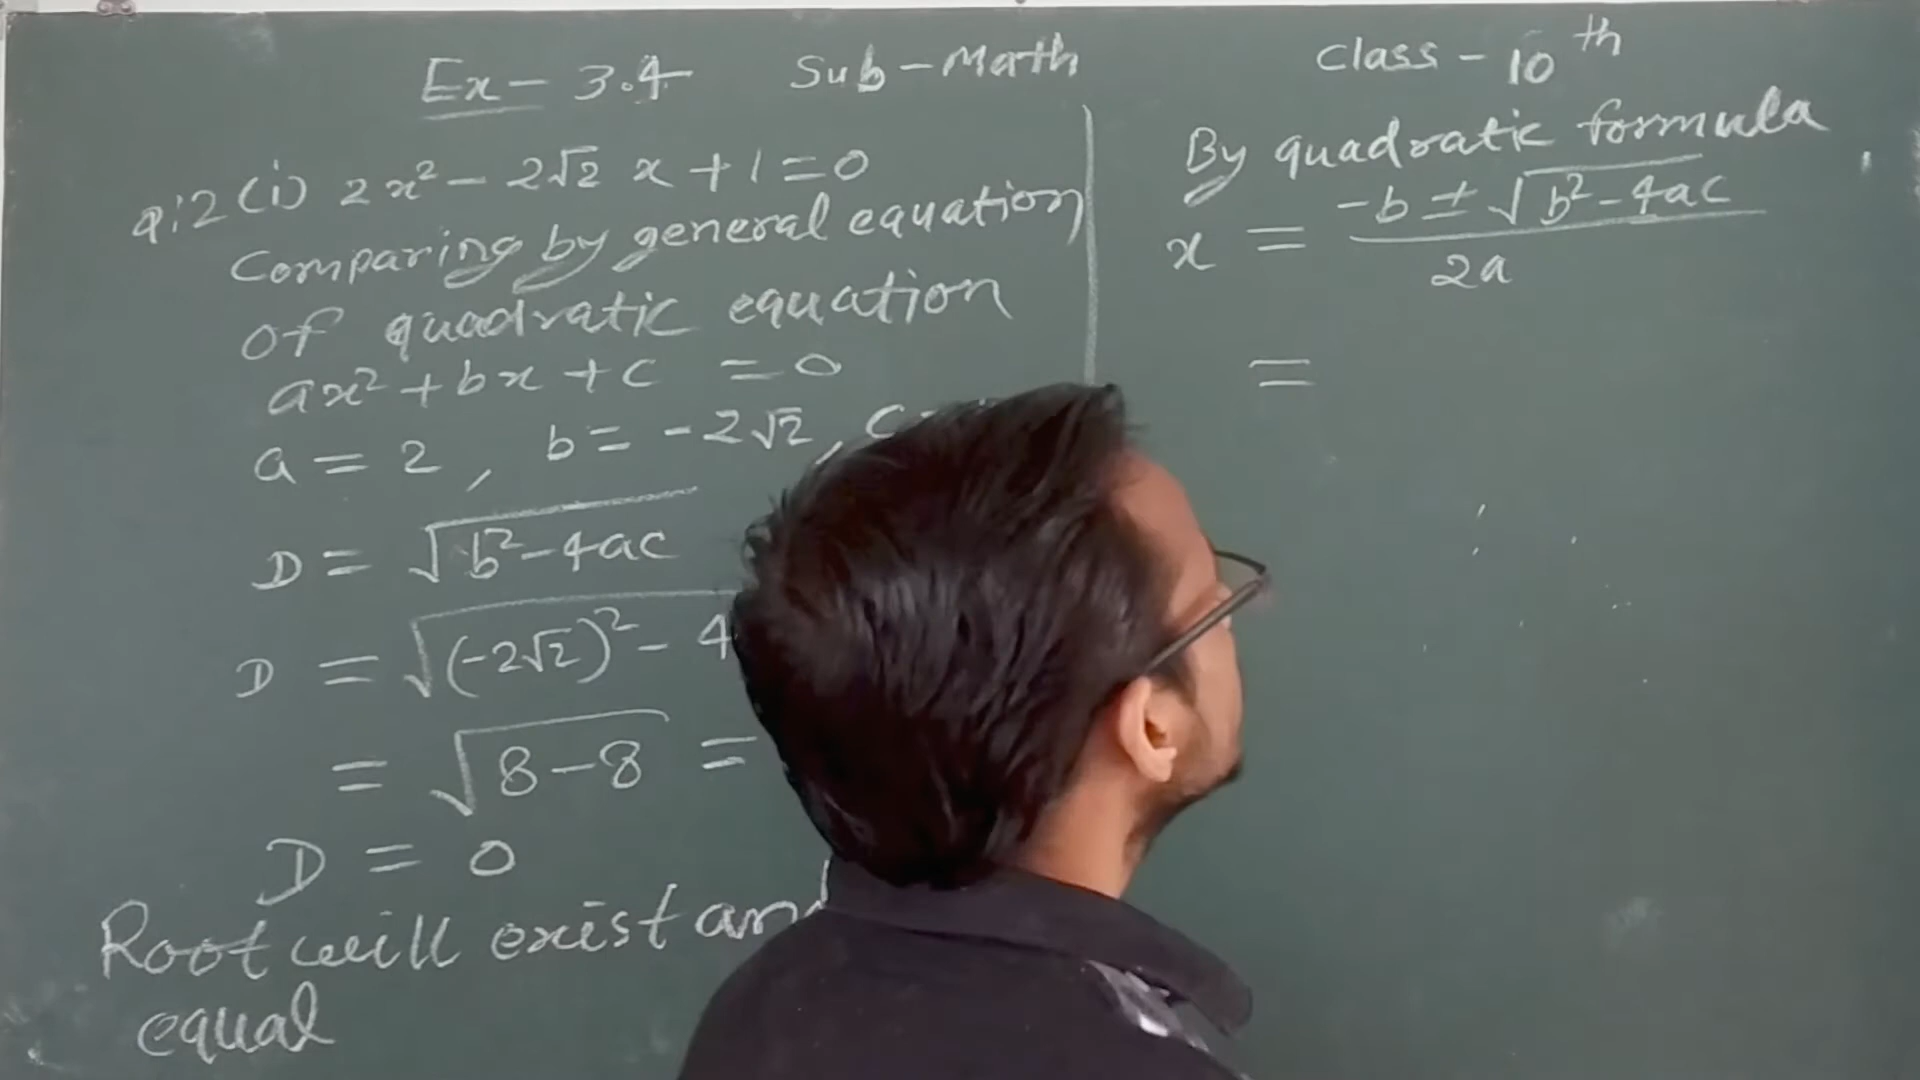 Ex- 3.4 Sub-Math Class-10th
q:2 (i) 2x² - 2√2 x + 1 = 0
Comparing by general equation
of quadratic equation
ax² + bx + c = 0
a = 2, b = -2√2, c
D = √b²-4ac
D = √(-2√2)² - 4
= √8-8 =
D = 0
Root will exist and
equal
By quadratic formula
x = -b ± √b²-4ac
2a
=